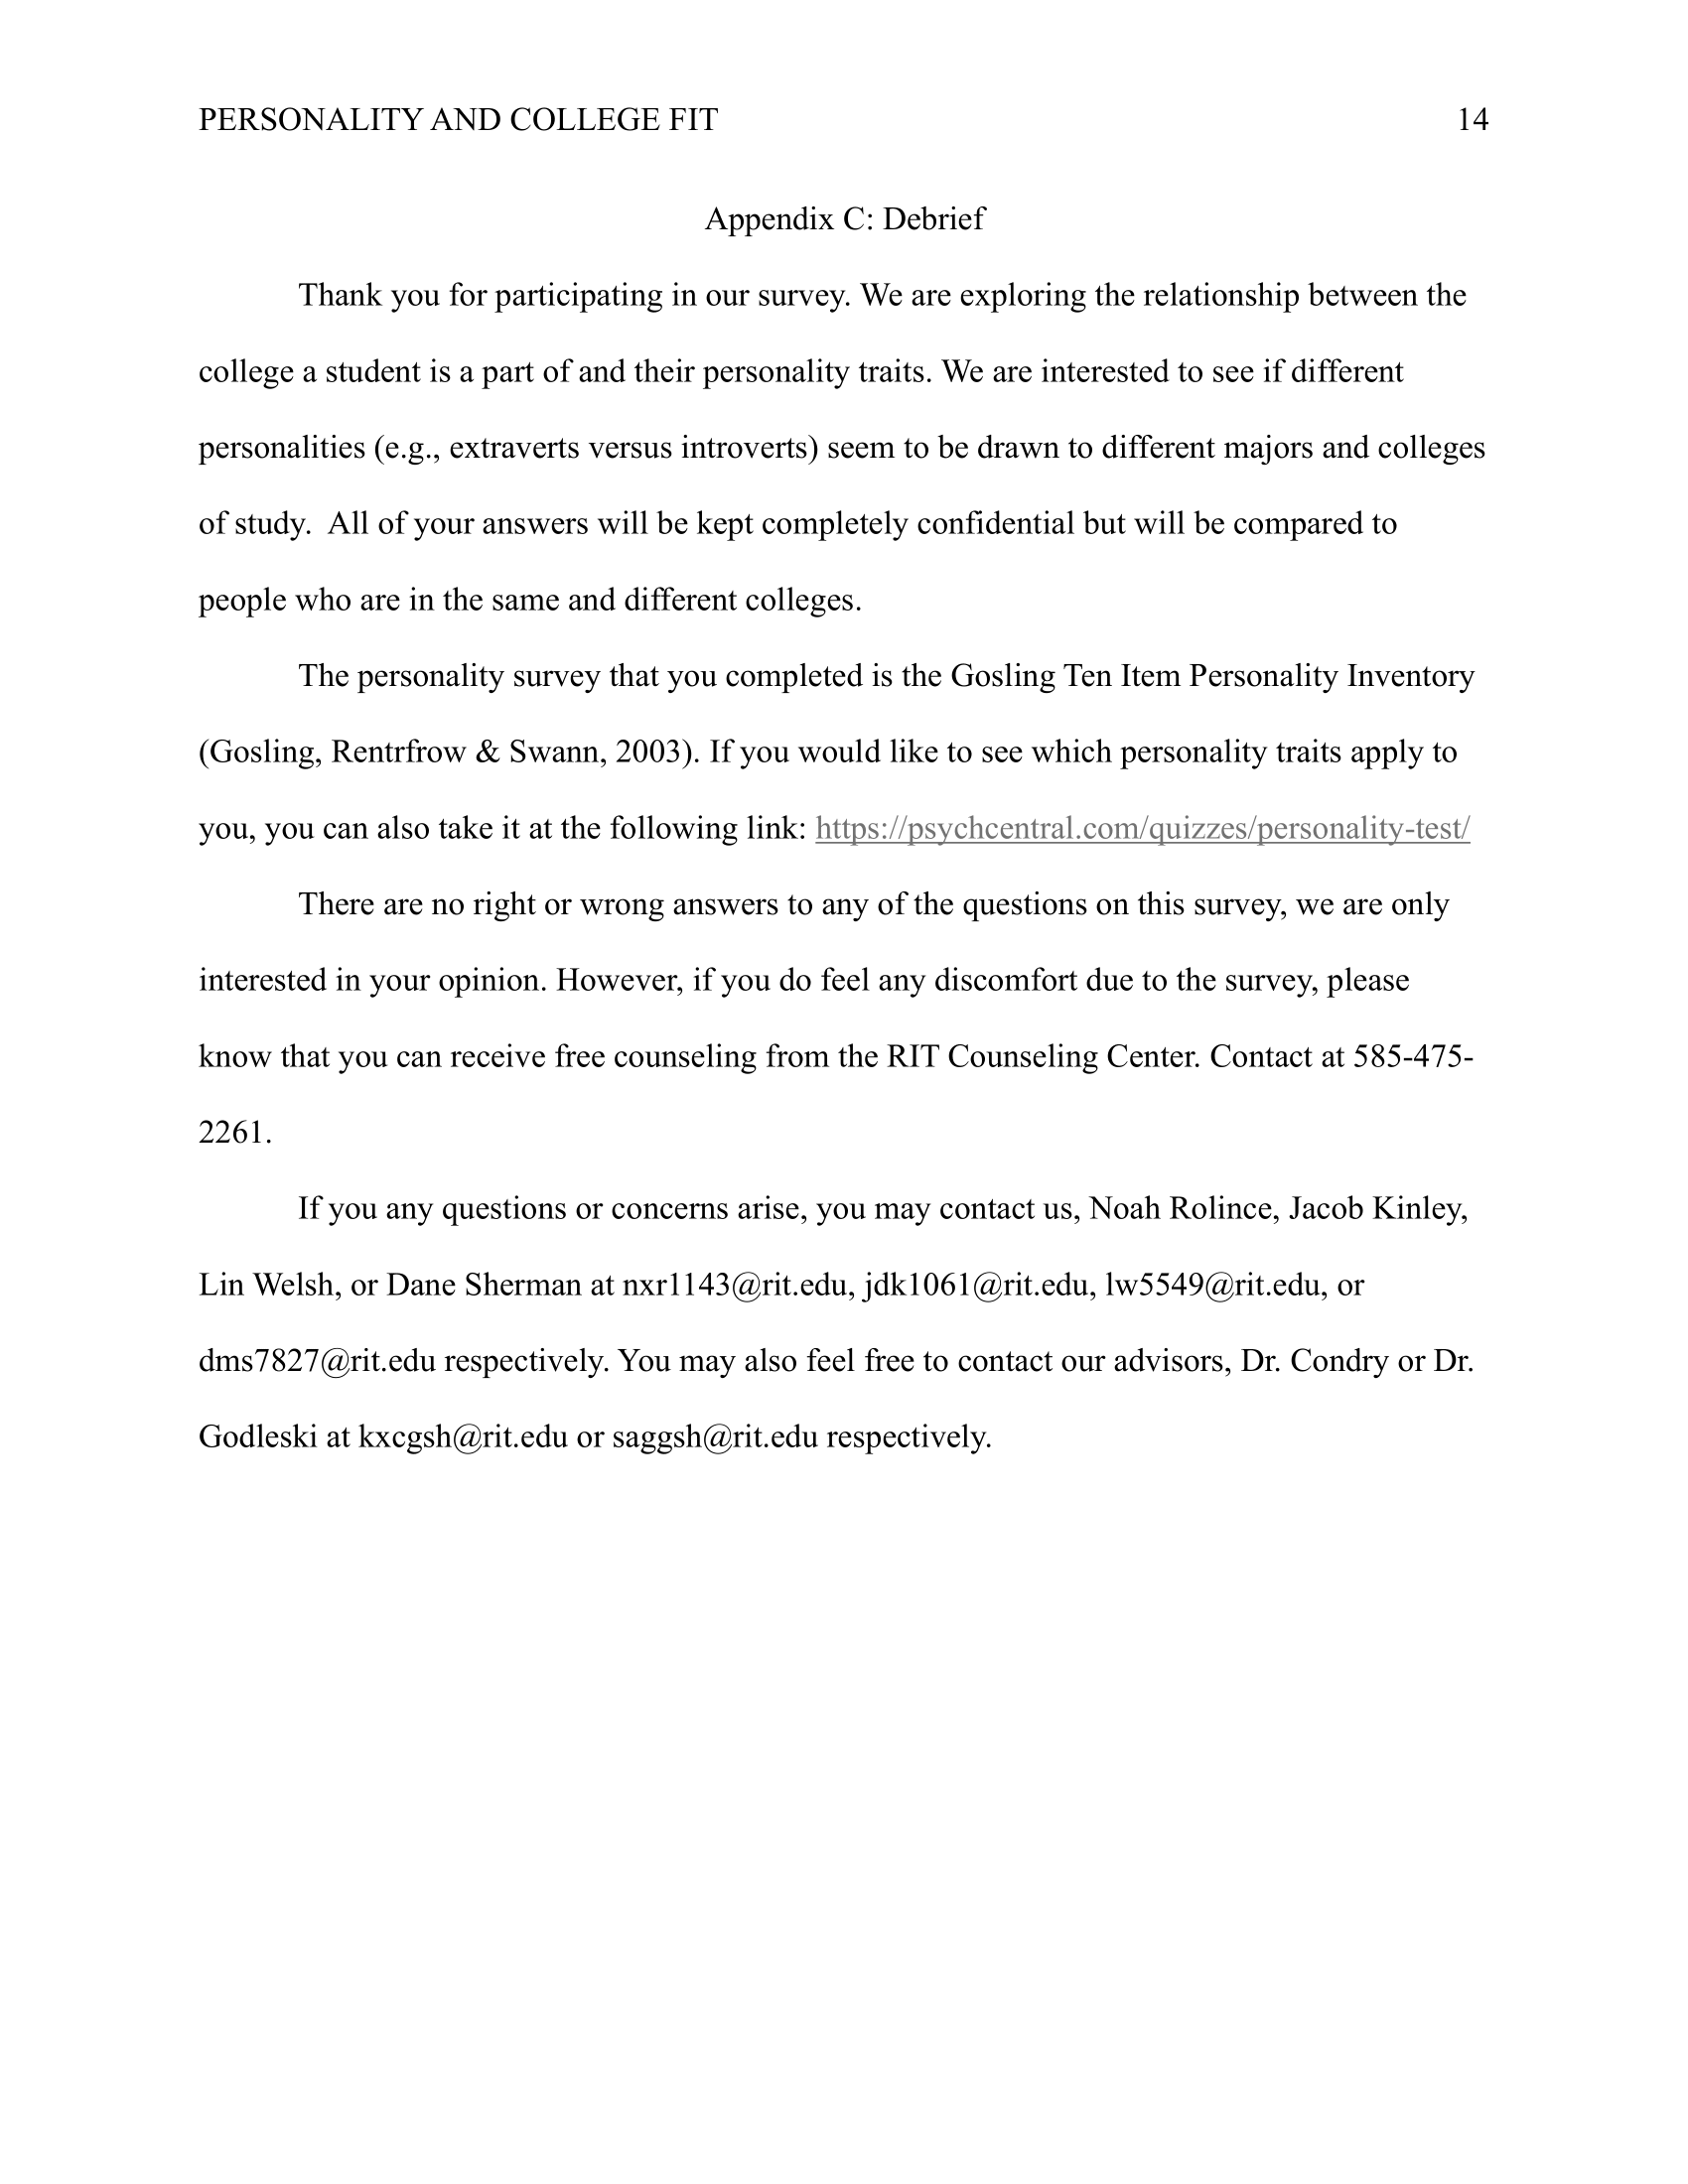 PERSONALITY AND COLLEGE FIT 14
Appendix C: Debrief
Thank you for participating in our survey. We are exploring the relationship between the
college a student is a part of and their personality traits. We are interested to see if different
personalities (e.g., extraverts versus introverts) seem to be drawn to different majors and colleges
of study.  All of your answers will be kept completely confidential but will be compared to
people who are in the same and different colleges.
The personality survey that you completed is the Gosling Ten Item Personality Inventory
(Gosling, Rentrfrow & Swann, 2003). If you would like to see which personality traits apply to
you, you can also take it at the following link: https://psychcentral.com/quizzes/personality-test/
There are no right or wrong answers to any of the questions on this survey, we are only
interested in your opinion. However, if you do feel any discomfort due to the survey, please
know that you can receive free counseling from the RIT Counseling Center. Contact at 585-475-
2261.
If you any questions or concerns arise, you may contact us, Noah Rolince, Jacob Kinley,
Lin Welsh, or Dane Sherman at nxr1143@rit.edu, jdk1061@rit.edu, lw5549@rit.edu, or
dms7827@rit.edu respectively. You may also feel free to contact our advisors, Dr. Condry or Dr.
Godleski at kxcgsh@rit.edu or saggsh@rit.edu respectively.